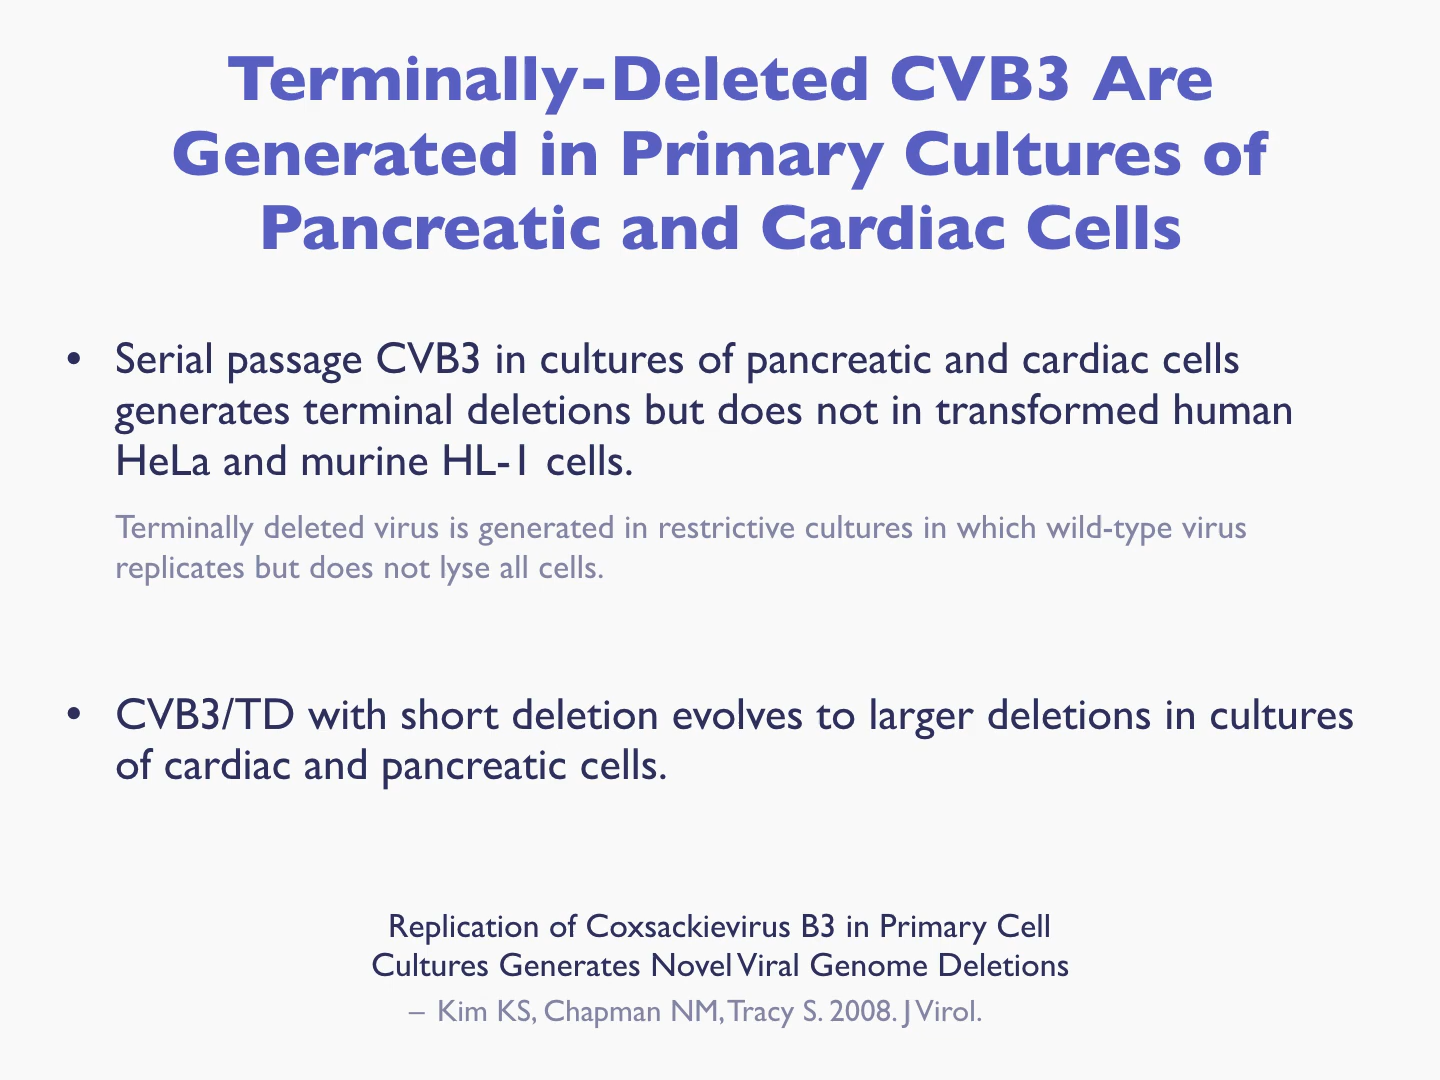 Terminally-Deleted CVB3 Are
Generated in Primary Cultures of
Pancreatic and Cardiac Cells
• Serial passage CVB3 in cultures of pancreatic and cardiac cells
generates terminal deletions but does not in transformed human
HeLa and murine HL-1 cells.
Terminally deleted virus is generated in restrictive cultures in which wild-type virus
replicates but does not lyse all cells.
• CVB3/TD with short deletion evolves to larger deletions in cultures
of cardiac and pancreatic cells.
Replication of Coxsackievirus B3 in Primary Cell
Cultures Generates Novel Viral Genome Deletions
– Kim KS, Chapman NM, Tracy S. 2008. J Virol.